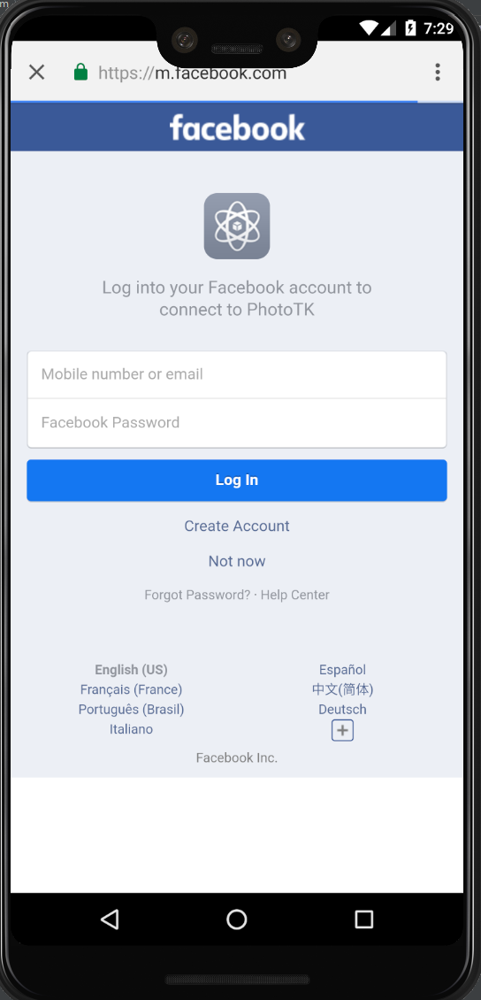 m
7:29
https://m.facebook.com
facebook
Log into your Facebook account to
connect to PhotoTK
Mobile number or email
Facebook Password
Log In
Create Account
Not now
Forgot Password? · Help Center
English (US)
Español
Français (France)
中文(简体)
Português (Brasil)
Deutsch
Italiano
Facebook Inc.